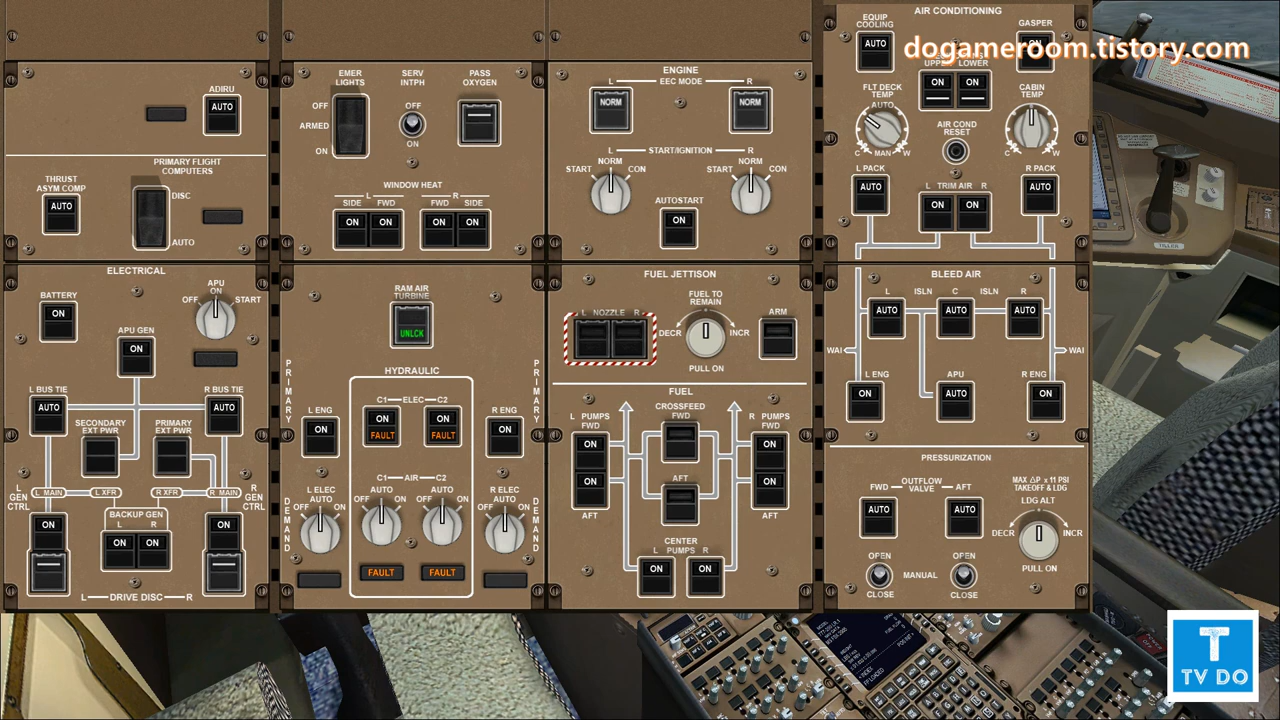 dogameroom.tistory.com
ADIRU
AUTO
PRIMARY FLIGHT
COMPUTERS
THRUST
ASYM COMP
AUTO
DISC
AUTO
ELECTRICAL
BATTERY
ON
APU
ON
OFF START
APU GEN
ON
L BUS TIE
AUTO
R BUS TIE
AUTO
SECONDARY
EXT PWR
PRIMARY
EXT PWR
L
GEN
CTRL
L MAIN L XFR R XFR R MAIN
R
GEN
CTRL
ON
BACKUP GEN
L R
ON ON
ON
L DRIVE DISC R
EMER
LIGHTS
OFF
ARMED
ON
SERV
INTPH
OFF
ON
PASS
OXYGEN
WINDOW HEAT
L R
SIDE FWD FWD SIDE
ON ON ON ON
RAM AIR
TURBINE
UNLCK
HYDRAULIC
PRIMARY
PRIMARY
C1 ELEC C2
ON ON
FAULT FAULT
L ENG
ON
R ENG
ON
DEMAND
DEMAND
L ELEC
AUTO
OFF ON
C1 AIR C2
AUTO AUTO
OFF ON OFF ON
R ELEC
AUTO
OFF ON
FAULT FAULT
ENGINE
L EEC MODE R
NORM NORM
L START/IGNITION R
NORM NORM
START CON START CON
AUTOSTART
ON
FUEL JETTISON
L NOZZLE R
FUEL TO
REMAIN
DECR INCR
PULL ON
ARM
FUEL
L PUMPS
FWD
CROSSFEED
FWD
R PUMPS
FWD
ON ON
AFT
ON ON
AFT AFT
CENTER
L PUMPS R
ON ON
AIR CONDITIONING
EQUIP
COOLING
AUTO
GASPER
ON
UPPER LOWER
ON ON
FLT DECK
TEMP
AUTO
C MAN W
CABIN
TEMP
C W
AIR COND
RESET
L PACK
AUTO
L TRIM AIR R
ON ON
R PACK
AUTO
BLEED AIR
L ISLN C ISLN R
AUTO AUTO AUTO
WAI WAI
L ENG
ON
APU
AUTO
R ENG
ON
PRESSURIZATION
FWD OUTFLOW
VALVE AFT
AUTO AUTO
MAX ΔP x 11 PSI
TAKEOFF & LDG
LDG ALT
DECR INCR
PULL ON
OPEN OPEN
MANUAL
CLOSE CLOSE
TILLER
T
TV DO